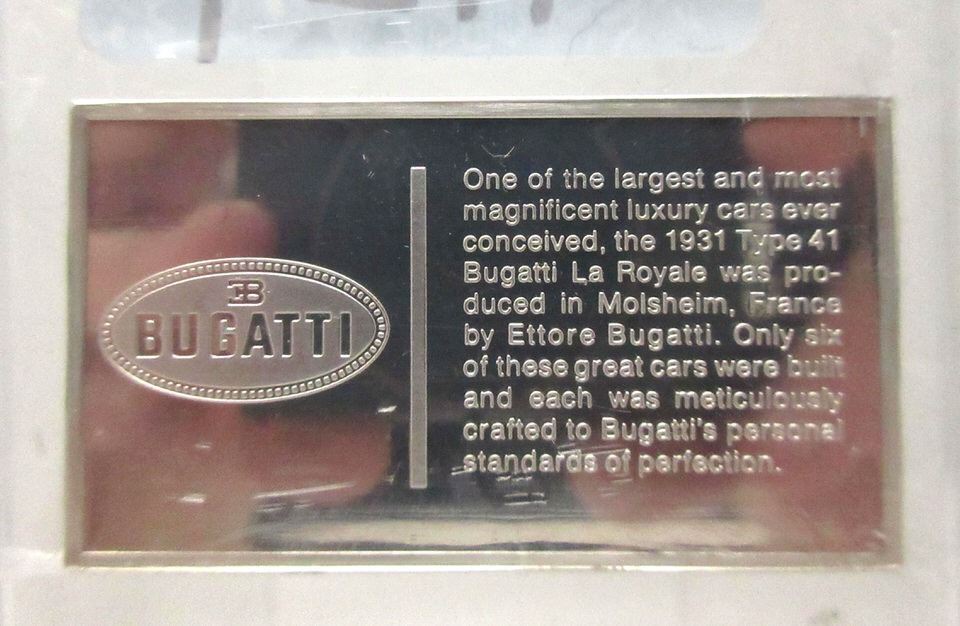 EB
BUGATTI
One of the largest and most
magnificent luxury cars ever
conceived, the 1931 Type 41
Bugatti La Royale was pro-
duced in Molsheim, France
by Ettore Bugatti. Only six
of these great cars were built
and each was meticulously
crafted to Bugatti's personal
standards of perfection.